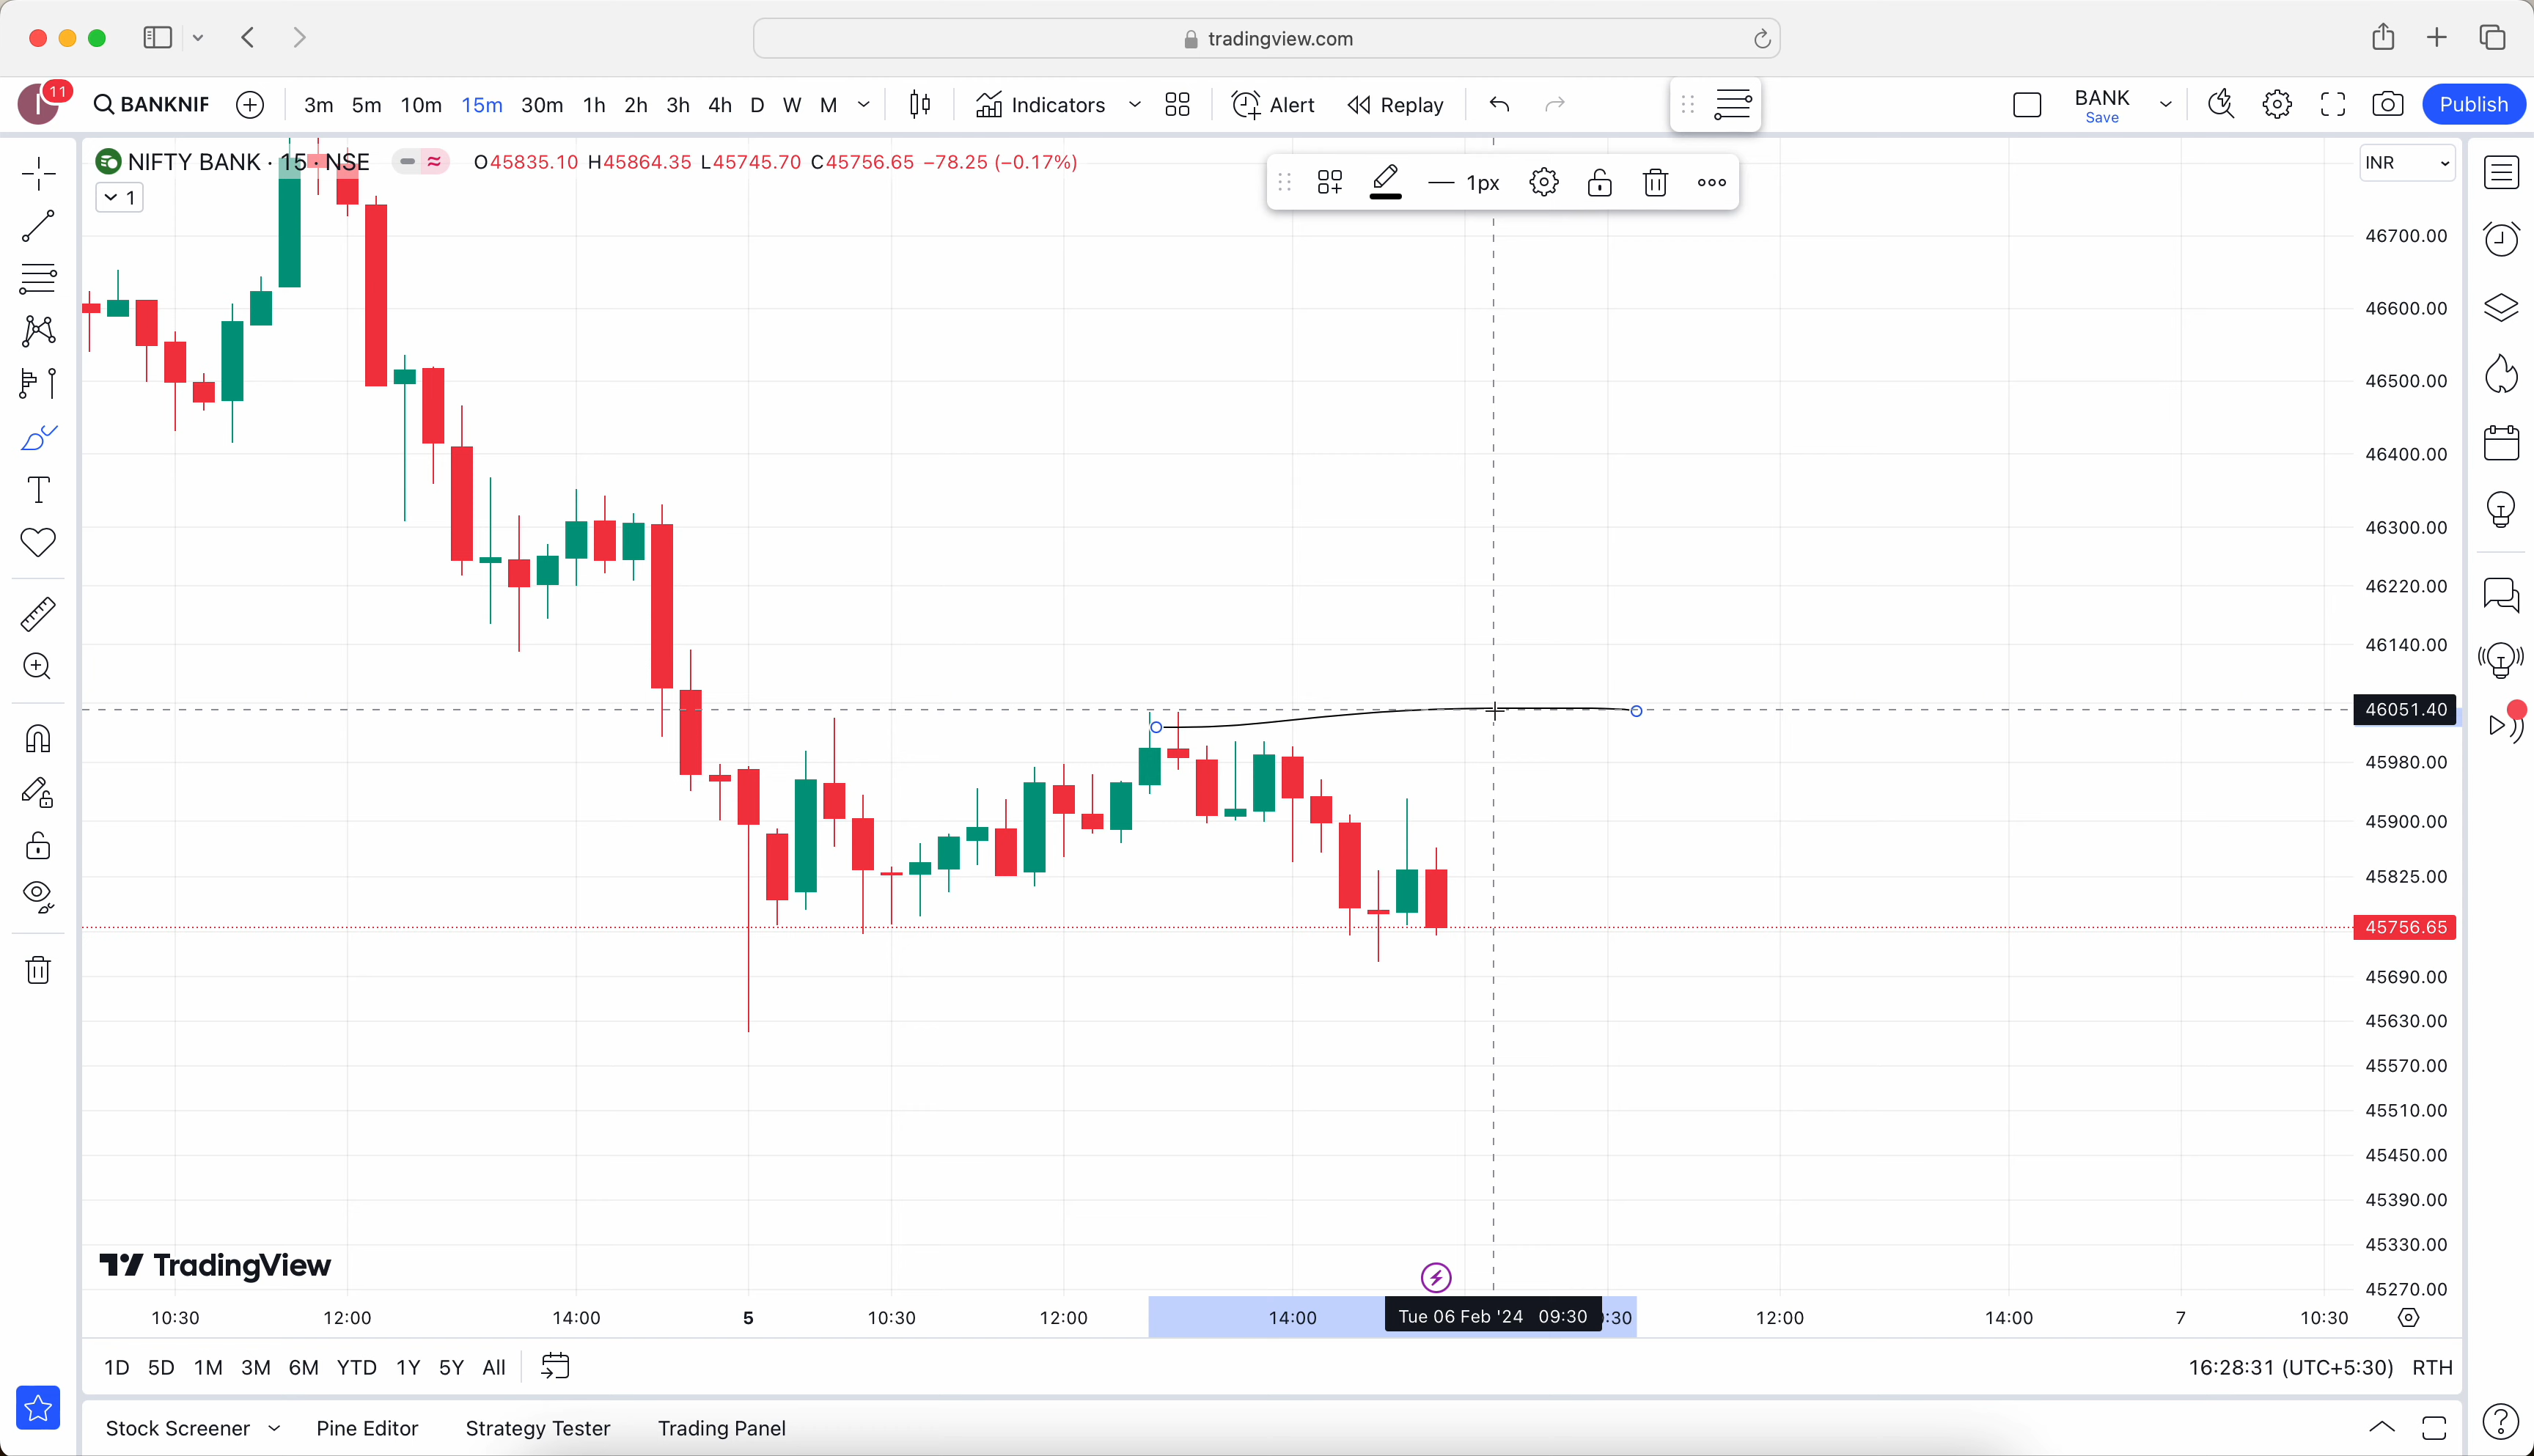 tradingview.com
11
BANKNIF 3m 5m 10m 15m 30m 1h 2h 3h 4h D W M Indicators Alert Replay BANK Save Publish
NIFTY BANK · 15 · NSE O45835.10 H45864.35 L45745.70 C45756.65 −78.25 (−0.17%)
1px
INR
1
46700.00
46600.00
46500.00
46400.00
46300.00
46220.00
46140.00
46051.40
45980.00
45900.00
45825.00
45756.65
45690.00
45630.00
45570.00
45510.00
45450.00
45390.00
45330.00
45270.00
TradingView
10:30 12:00 14:00 5 10:30 12:00 14:00 Tue 06 Feb '24 09:30 :30 12:00 14:00 7 10:30
1D 5D 1M 3M 6M YTD 1Y 5Y All 16:28:31 (UTC+5:30) RTH
Stock Screener Pine Editor Strategy Tester Trading Panel